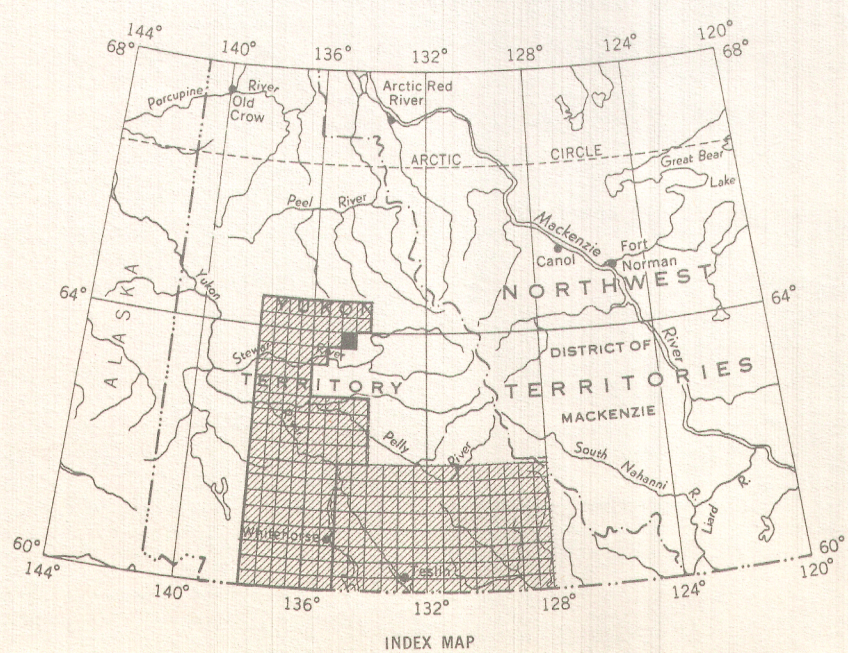 144° 140° 136° 132° 128° 124° 120°
68° 68°
Porcupine River
Old
Crow
Arctic Red
River
ARCTIC CIRCLE
Great Bear
Lake
Peel River
Mackenzie
Canol
Fort
Norman
NORTHWEST
Yukon
64° 64°
YUKON
ALASKA
Stewart River
River
DISTRICT OF
TERRITORY
TERRITORIES
MACKENZIE
Pelly
River
South
Nahanni
R.
R.
Liard
Whitehorse
Teslin
60° 60°
144° 140° 136° 132° 128° 124° 120°
INDEX MAP